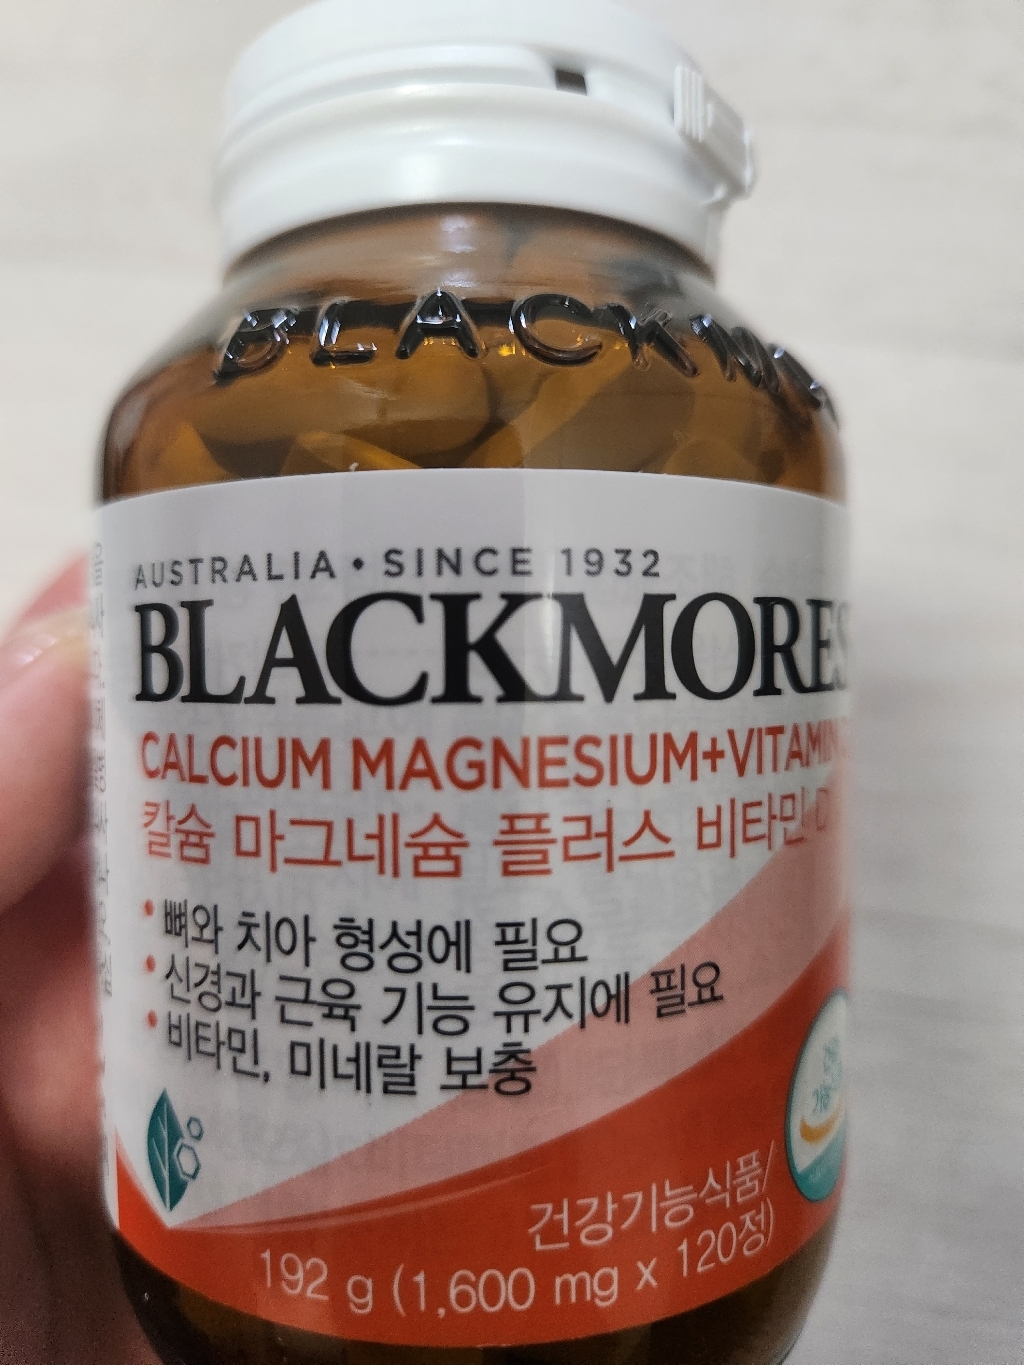 BLACKM
AUSTRALIA • SINCE 1932
BLACKMORES
CALCIUM MAGNESIUM+VITAMIN
칼슘 마그네슘 플러스 비타민 D
• 뼈와 치아 형성에 필요
• 신경과 근육 기능 유지에 필요
• 비타민, 미네랄 보충
건강기능식품/
192 g (1,600 mg x 120정)